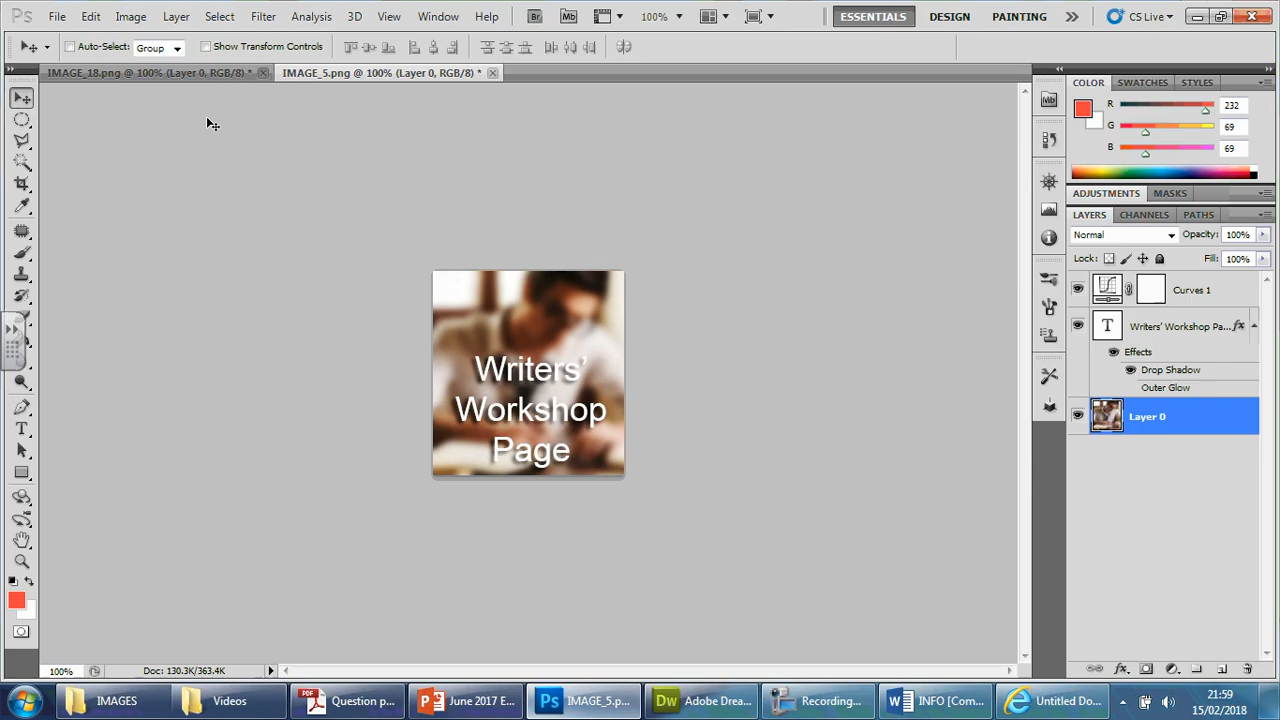 Ps File Edit Image Layer Select Filter Analysis 3D View Window Help Br Mb 100% ESSENTIALS DESIGN PAINTING CS Live
Auto-Select: Group Show Transform Controls
IMAGE_18.png @ 100% (Layer 0, RGB/8) * IMAGE_5.png @ 100% (Layer 0, RGB/8) *
COLOR SWATCHES STYLES
R 232
G 69
B 69
ADJUSTMENTS MASKS
LAYERS CHANNELS PATHS
Normal Opacity: 100%
Lock: Fill: 100%
Curves 1
T Writers' Workshop Pa... fx
Effects
Drop Shadow
Outer Glow
Layer 0
Writers'
Workshop
Page
100% Doc: 130.3K/363.4K
IMAGES Videos Question p... June 2017 E... Ps IMAGE_5.p... Dw Adobe Drea... Recording... INFO [Com... Untitled Do...
21:59
15/02/2018